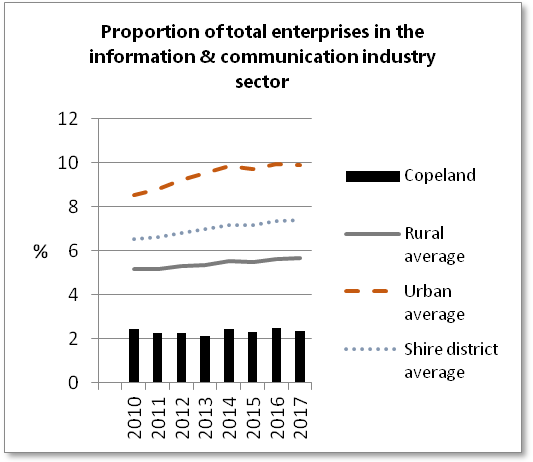 Proportion of total enterprises in the
information & communication industry
sector
12
10
8
6
4
2
0
%
2010
2011
2012
2013
2014
2015
2016
2017
Copeland
Rural
average
Urban
average
Shire district
average